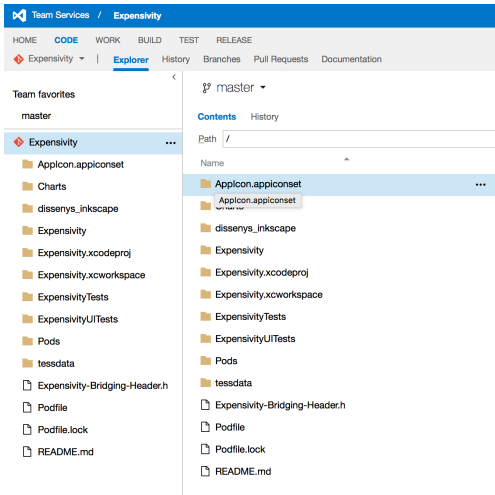 Team Services / Expensivity
HOME CODE WORK BUILD TEST RELEASE
Expensivity | Explorer History Branches Pull Requests Documentation
Team favorites
master
Expensivity ...
AppIcon.appiconset
Charts
dissenys_inkscape
Expensivity
Expensivity.xcodeproj
Expensivity.xcworkspace
ExpensivityTests
ExpensivityUITests
Pods
tessdata
Expensivity-Bridging-Header.h
Podfile
Podfile.lock
README.md
master
Contents History
Path /
Name
AppIcon.appiconset ...
AppIcon.appiconset
Charts
dissenys_inkscape
Expensivity
Expensivity.xcodeproj
Expensivity.xcworkspace
ExpensivityTests
ExpensivityUITests
Pods
tessdata
Expensivity-Bridging-Header.h
Podfile
Podfile.lock
README.md